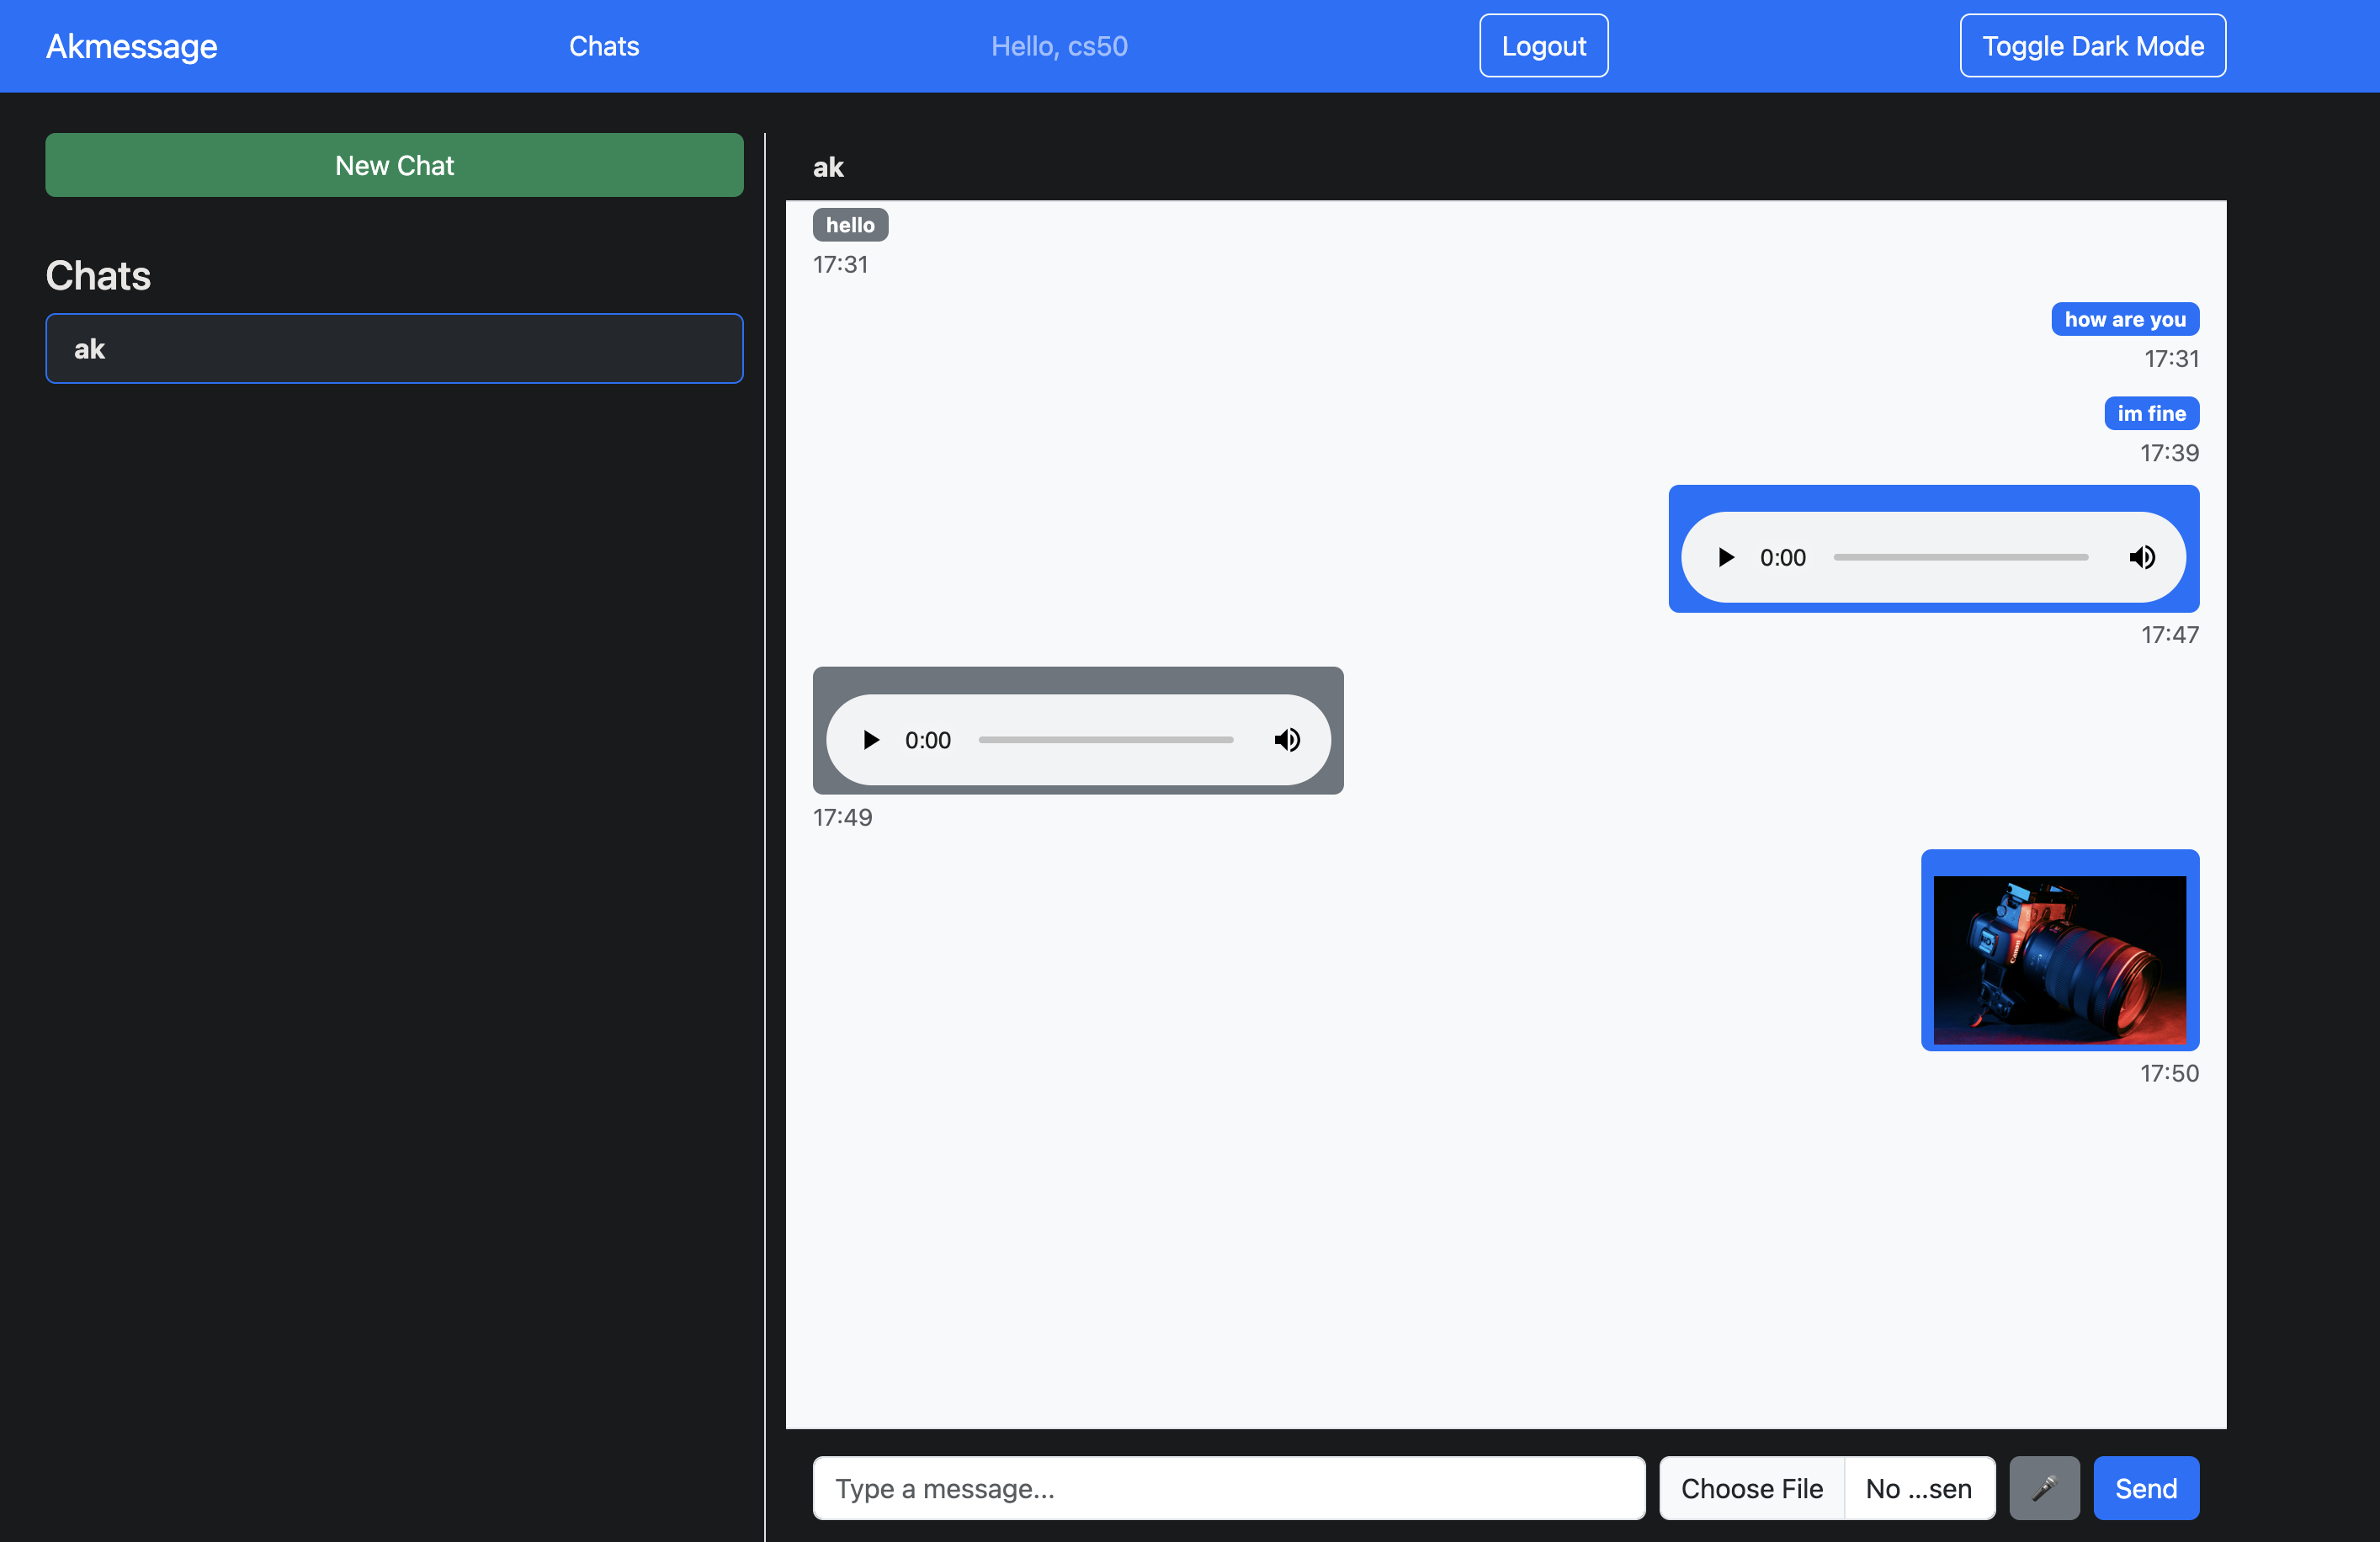 Akmessage
Chats
Hello, cs50
Logout
Toggle Dark Mode
New Chat
Chats
ak
ak
hello
17:31
how are you
17:31
im fine
17:39
0:00
17:47
0:00
17:49
Canon
17:50
Type a message...
Choose File
No ...sen
Send